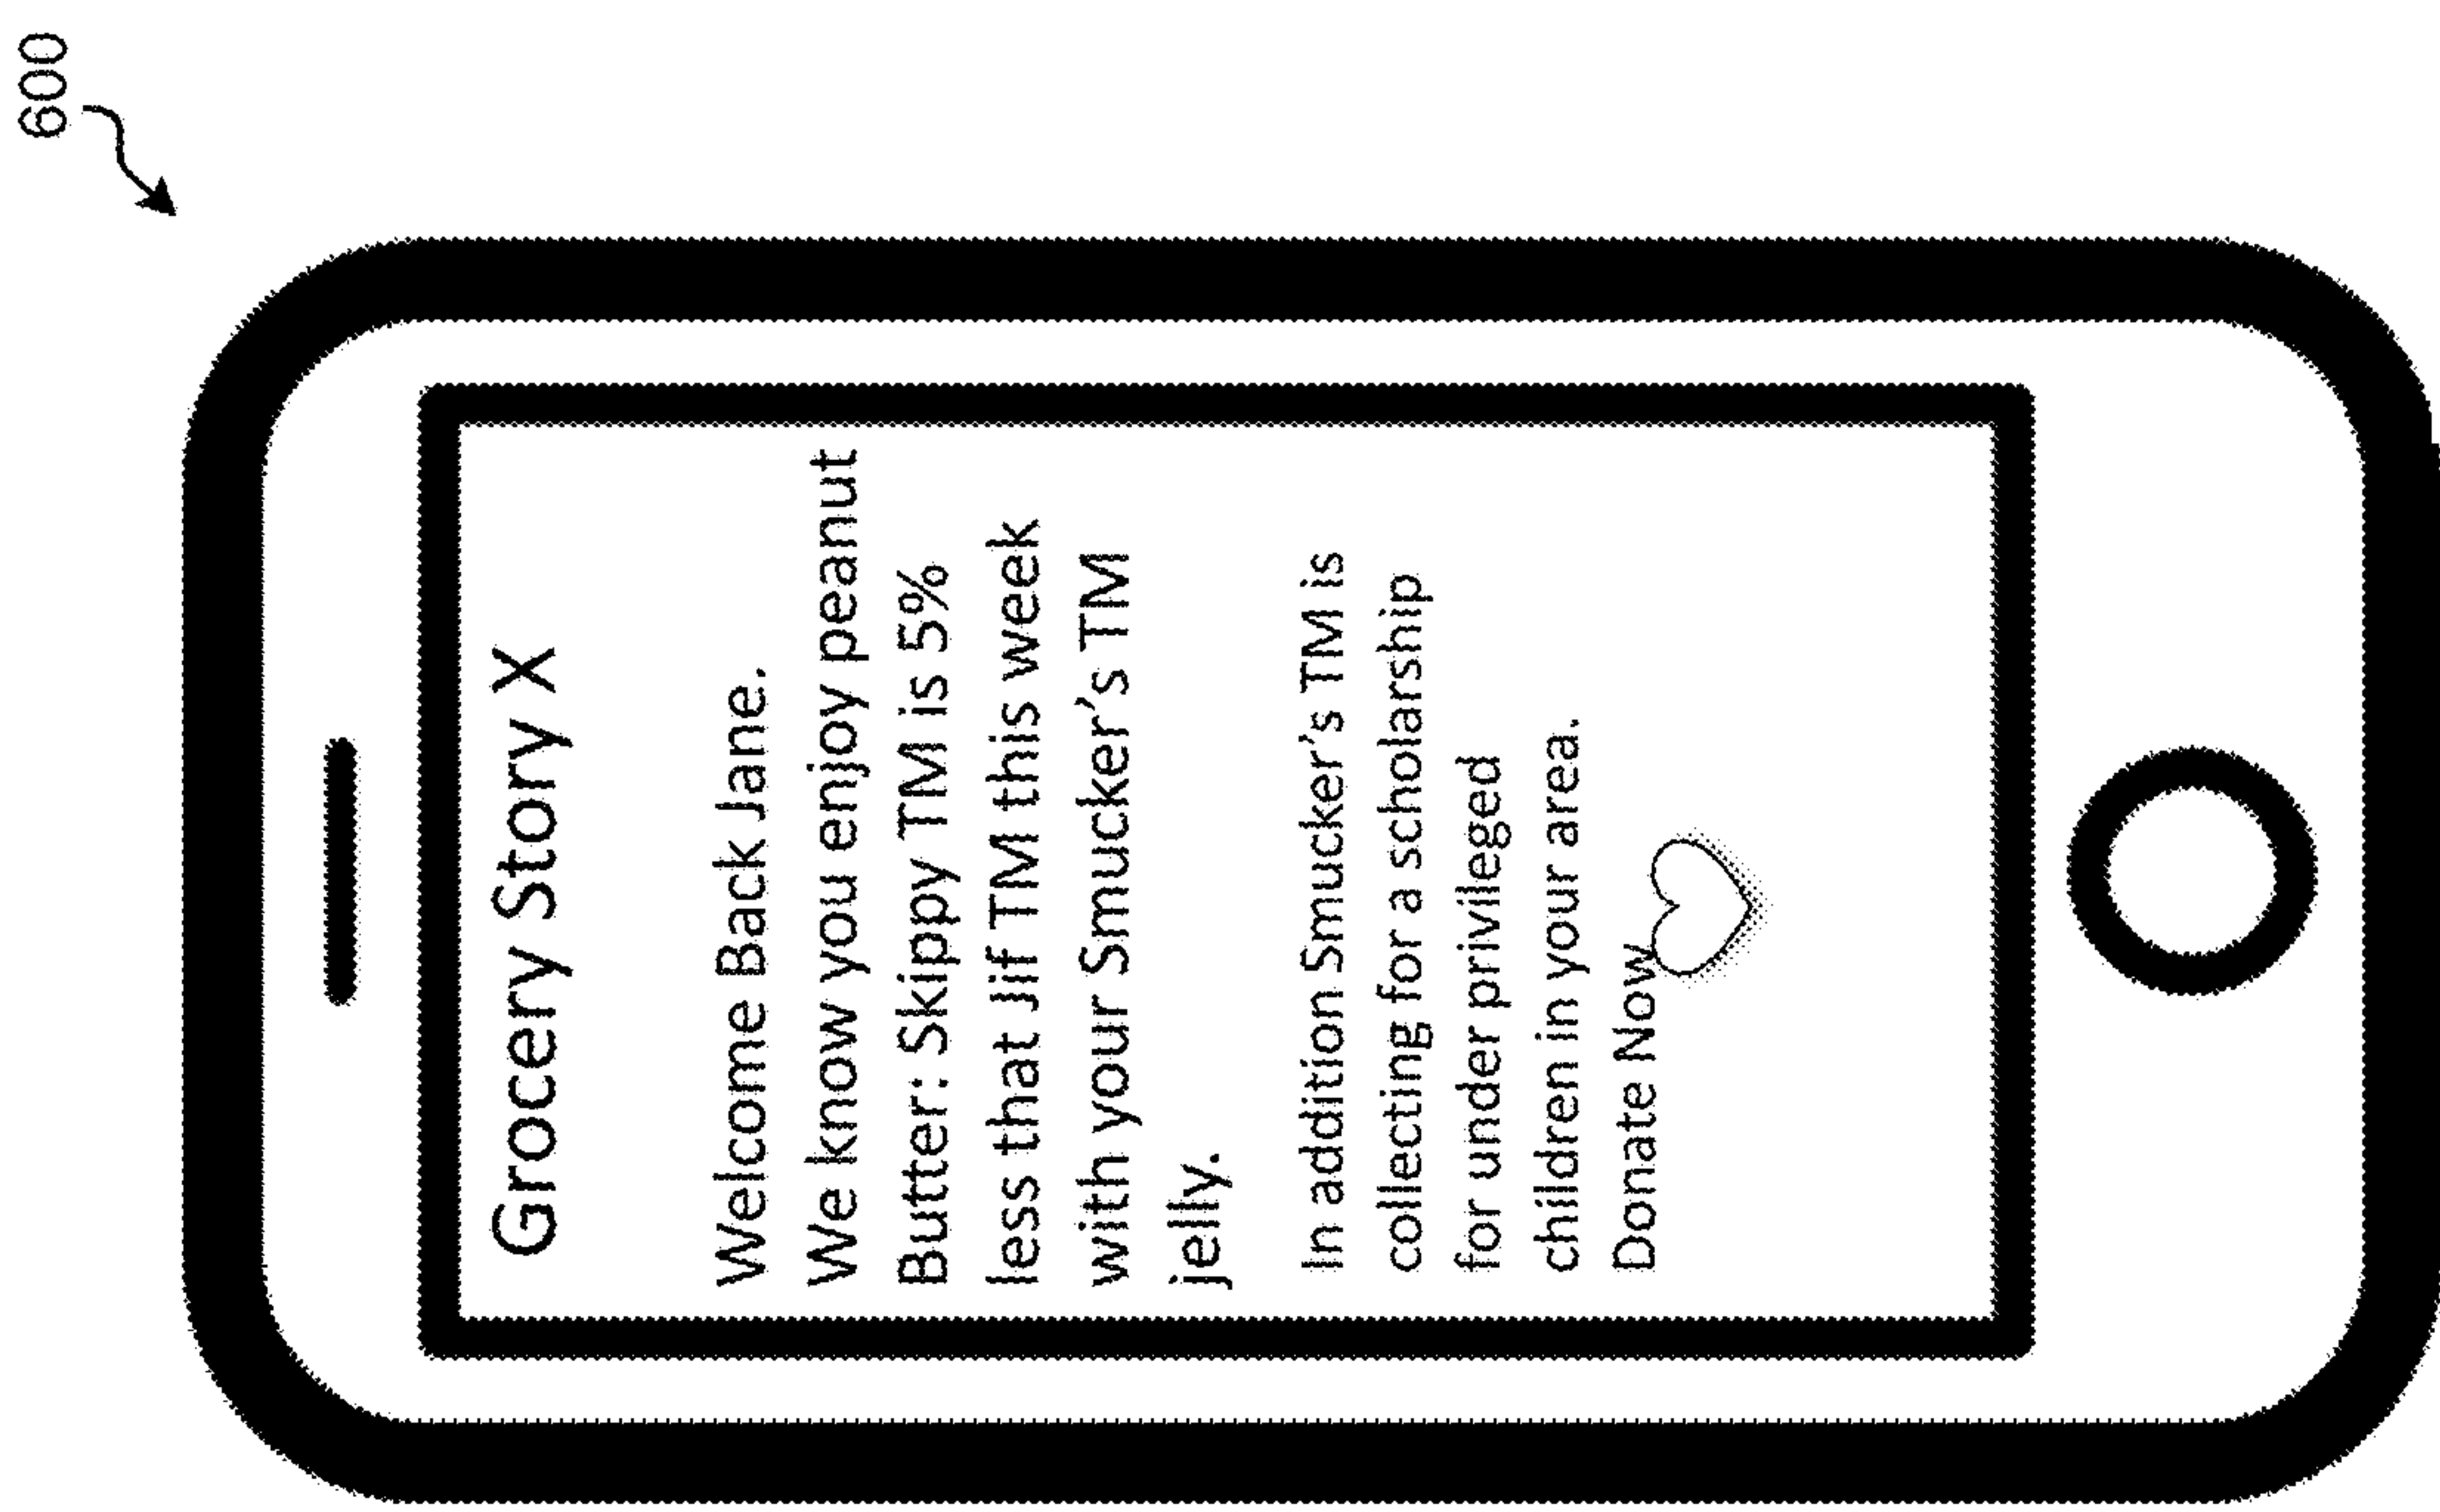 600
Grocery Story X
Welcome Back Jane.
We know you enjoy peanut
Butter: Skippy TM is 5%
less that Jif TM this week
with your Smucker's TM
jelly.
In addition Smucker's TM is
collecting for a scholarship
for under privileged
children in your area.
Donate Now